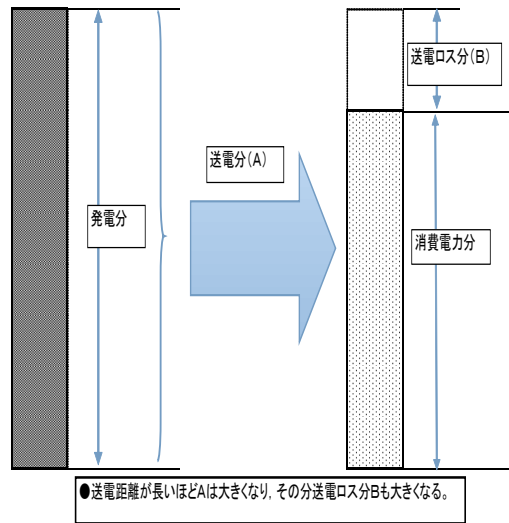 送電ロス分(B)
送電分(A)
発電分
消費電力分
●送電距離が長いほどAは大きくなり，その分送電ロス分Bも大きくなる。